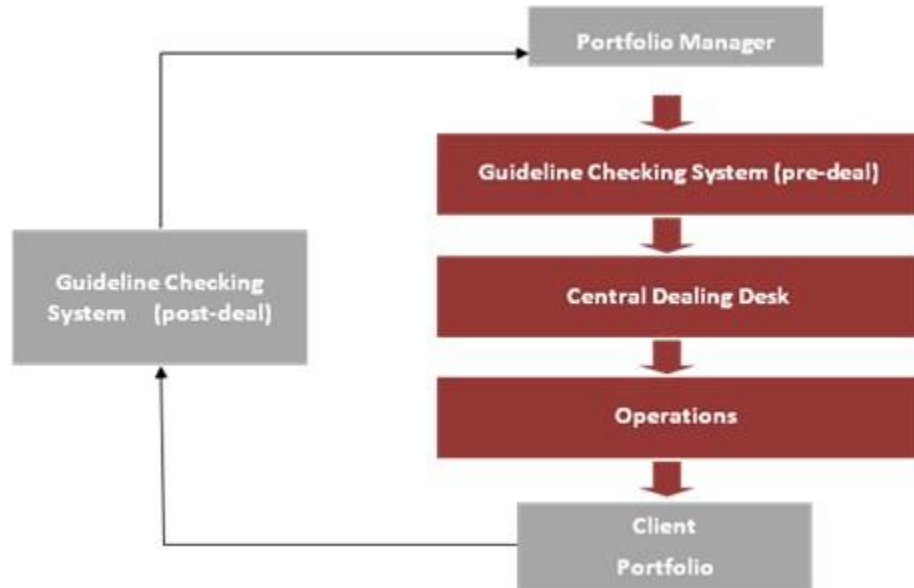 Portfolio Manager
Guideline Checking System (pre-deal)
Central Dealing Desk
Operations
Client
Portfolio
Guideline Checking
System (post-deal)